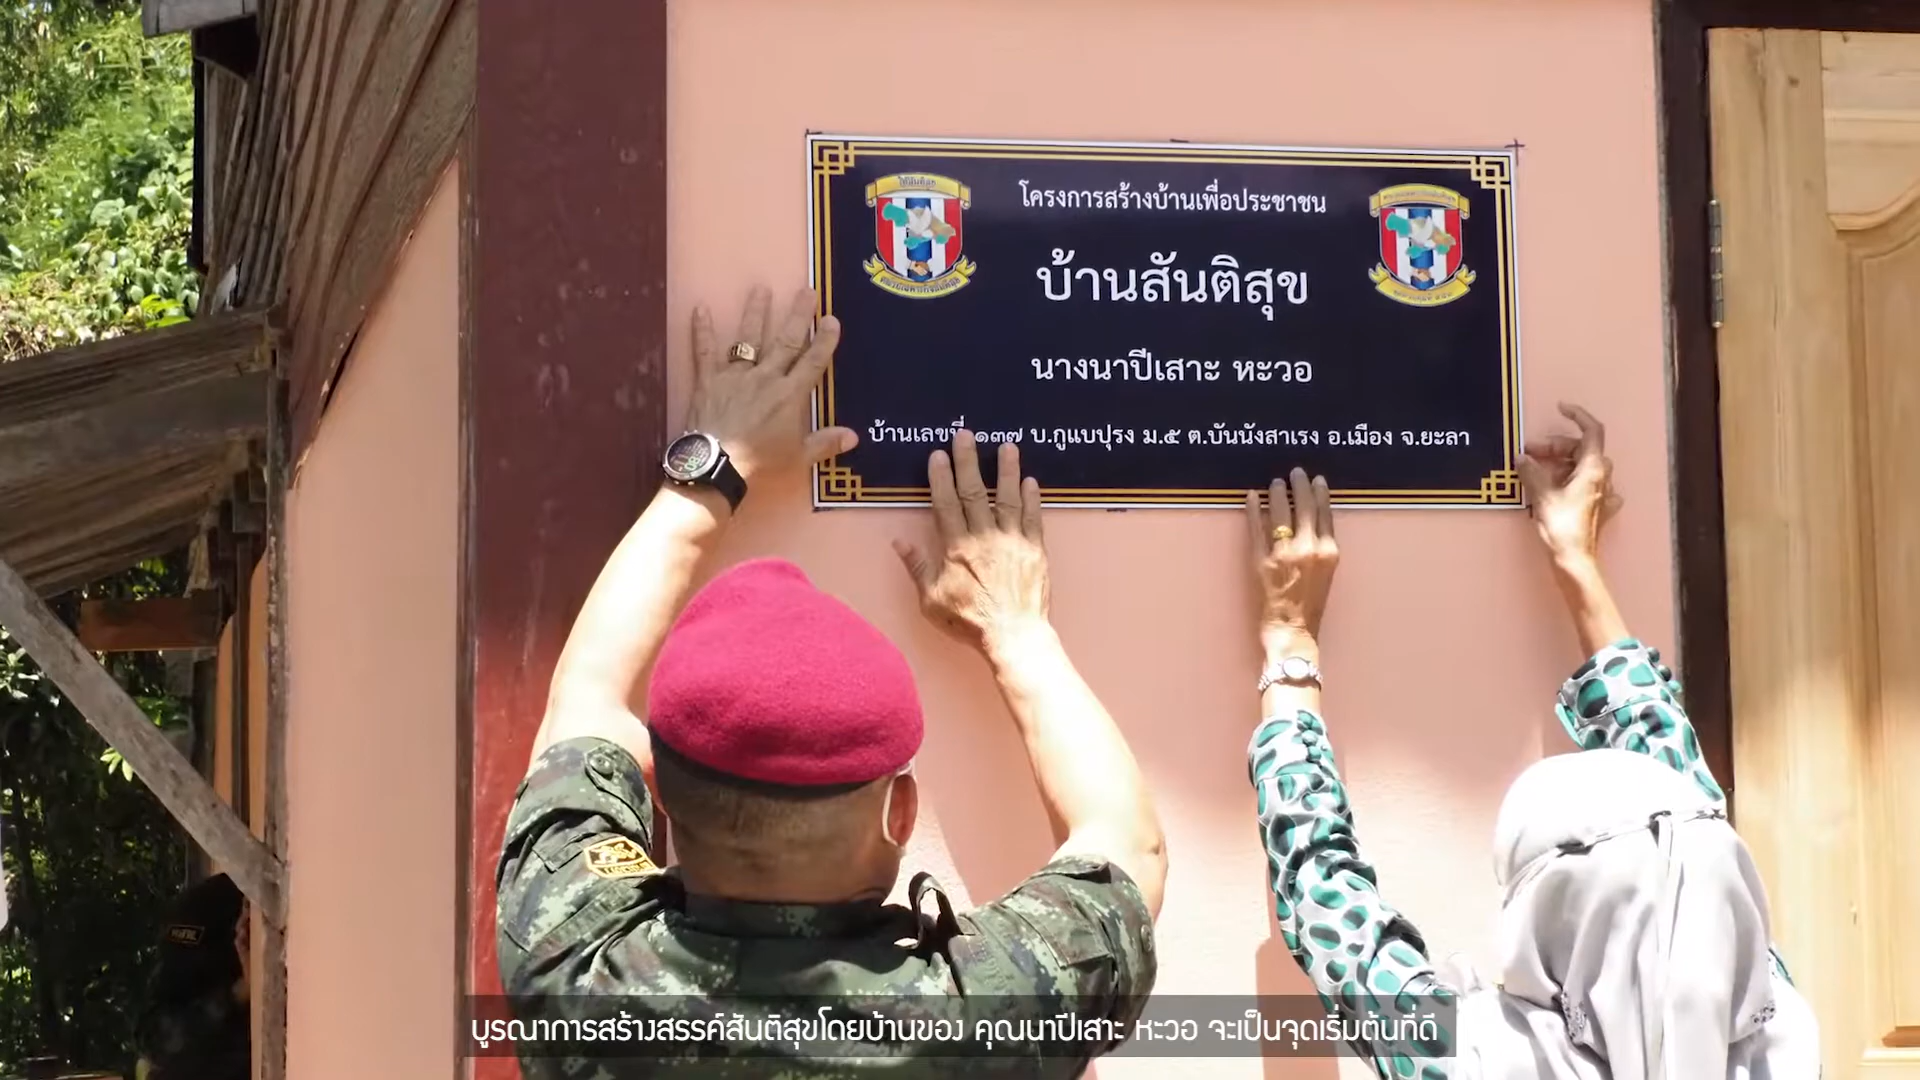 โครงการสร้างบ้านเพื่อประชาชน
บ้านสันติสุข
นางนาปีเสาะ หะวอ
บ้านเลขที่ ๑๓๗ บ.กูแบปุรง ม.๕ ต.บันนังสาเรง อ.เมือง จ.ยะลา
บูรณาการสร้างสรรค์สันติสุขโดยบ้านของ คุณนาปีเสาะ หะวอ จะเป็นจุดเริ่มต้นที่ดี